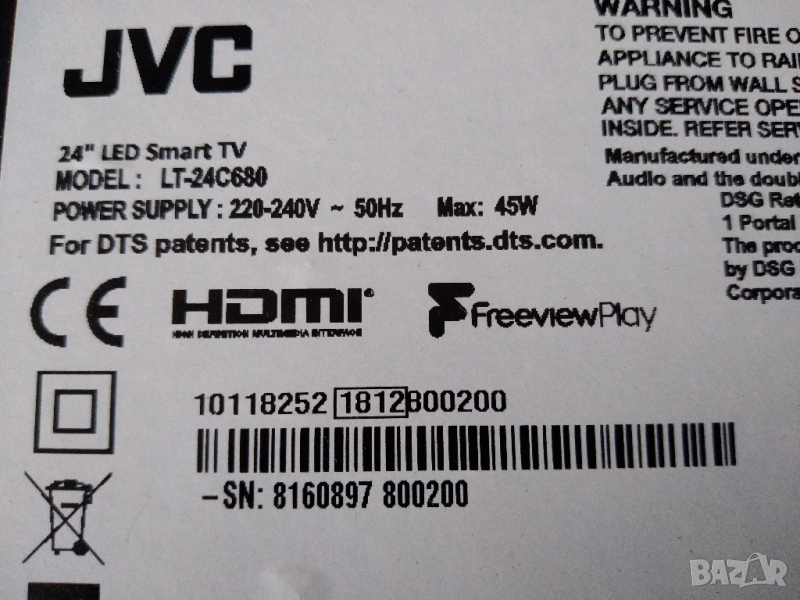 JVC
24" LED Smart TV
MODEL : LT-24C680
POWER SUPPLY : 220-240V ~ 50Hz Max: 45W
For DTS patents, see http://patents.dts.com.
WARNING
TO PREVENT FIRE O
APPLIANCE TO RAI
PLUG FROM WALL S
ANY SERVICE OPE
INSIDE. REFER SER
Manufactured under
Audio and the doubl
DSG Ret
1 Portal
The prod
by DSG
Corpora
CE
HDMI
HIGH DEFINITION MULTIMEDIA INTERFACE
FreeviewPlay
10118252 1812800200
-SN: 8160897 800200
BAZAR